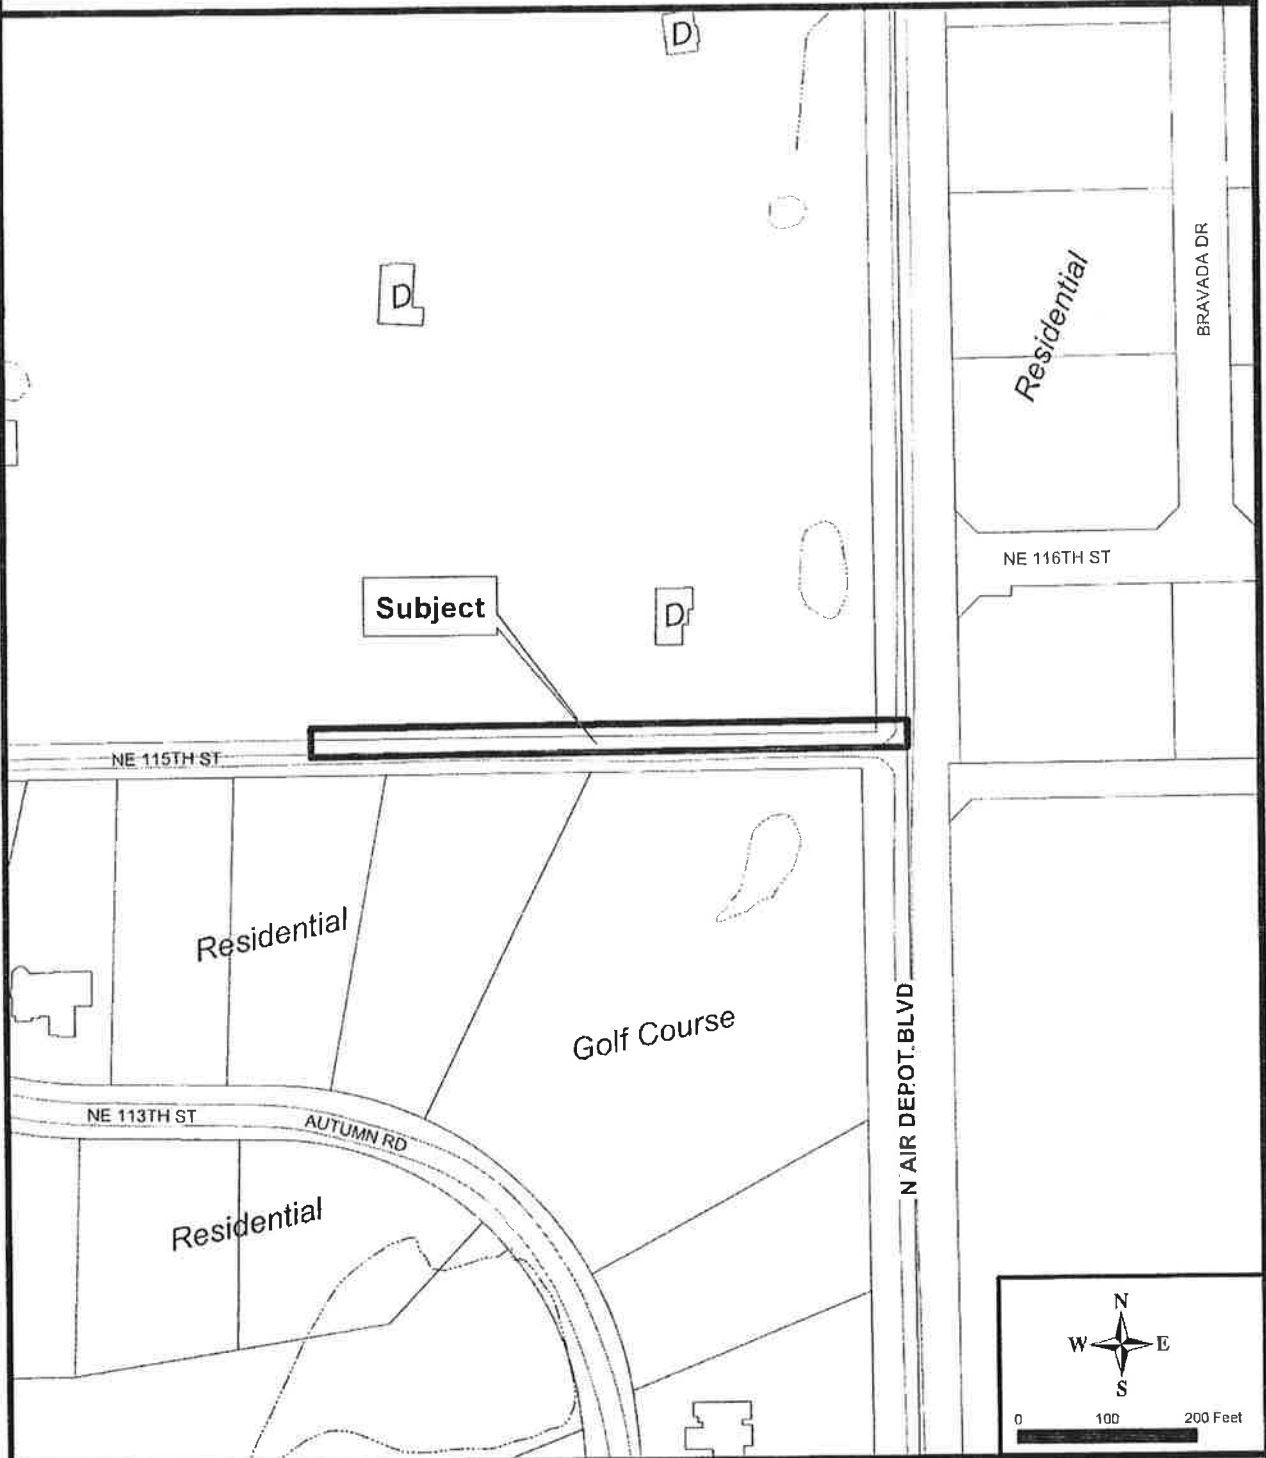 D
D
Residential
BRAVADA DR
NE 116TH ST
Subject
D
NE 115TH ST
Residential
Golf Course
N AIR DEPOT BLVD
NE 113TH ST
AUTUMN RD
Residential
N
W E
S
0 100 200 Feet